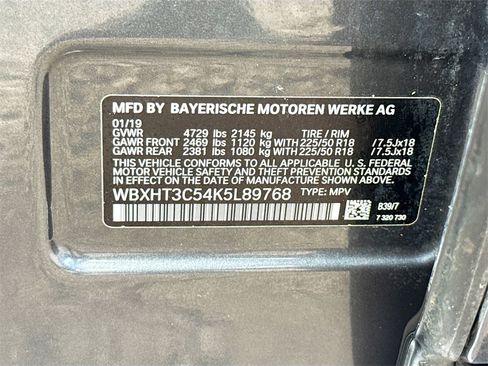 MFD BY BAYERISCHE MOTOREN WERKE AG
01/19
GVWR 4729 lbs 2145 kg TIRE / RIM
GAWR FRONT 2469 lbs 1120 kg WITH 225/50 R18 /7.5Jx18
GAWR REAR 2381 lbs 1080 kg WITH 225/50 R18 /7.5Jx18
THIS VEHICLE CONFORMS TO ALL APPLICABLE U.S. FEDERAL
MOTOR VEHICLE SAFETY, BUMPER, AND THEFT PREVENTION
STANDARDS IN EFFECT ON THE DATE OF MANUFACTURE SHOWN ABOVE.
WBXHT3C54K5L89768 TYPE: MPV
B39/7
7 320 730